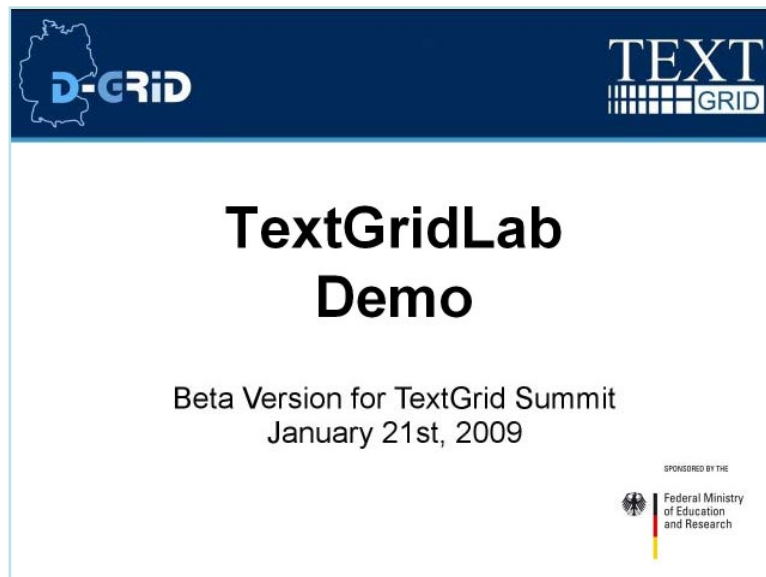 D-GRiD
TEXT
GRID
TextGridLab
Demo
Beta Version for TextGrid Summit
January 21st, 2009
SPONSORED BY THE
Federal Ministry
of Education
and Research